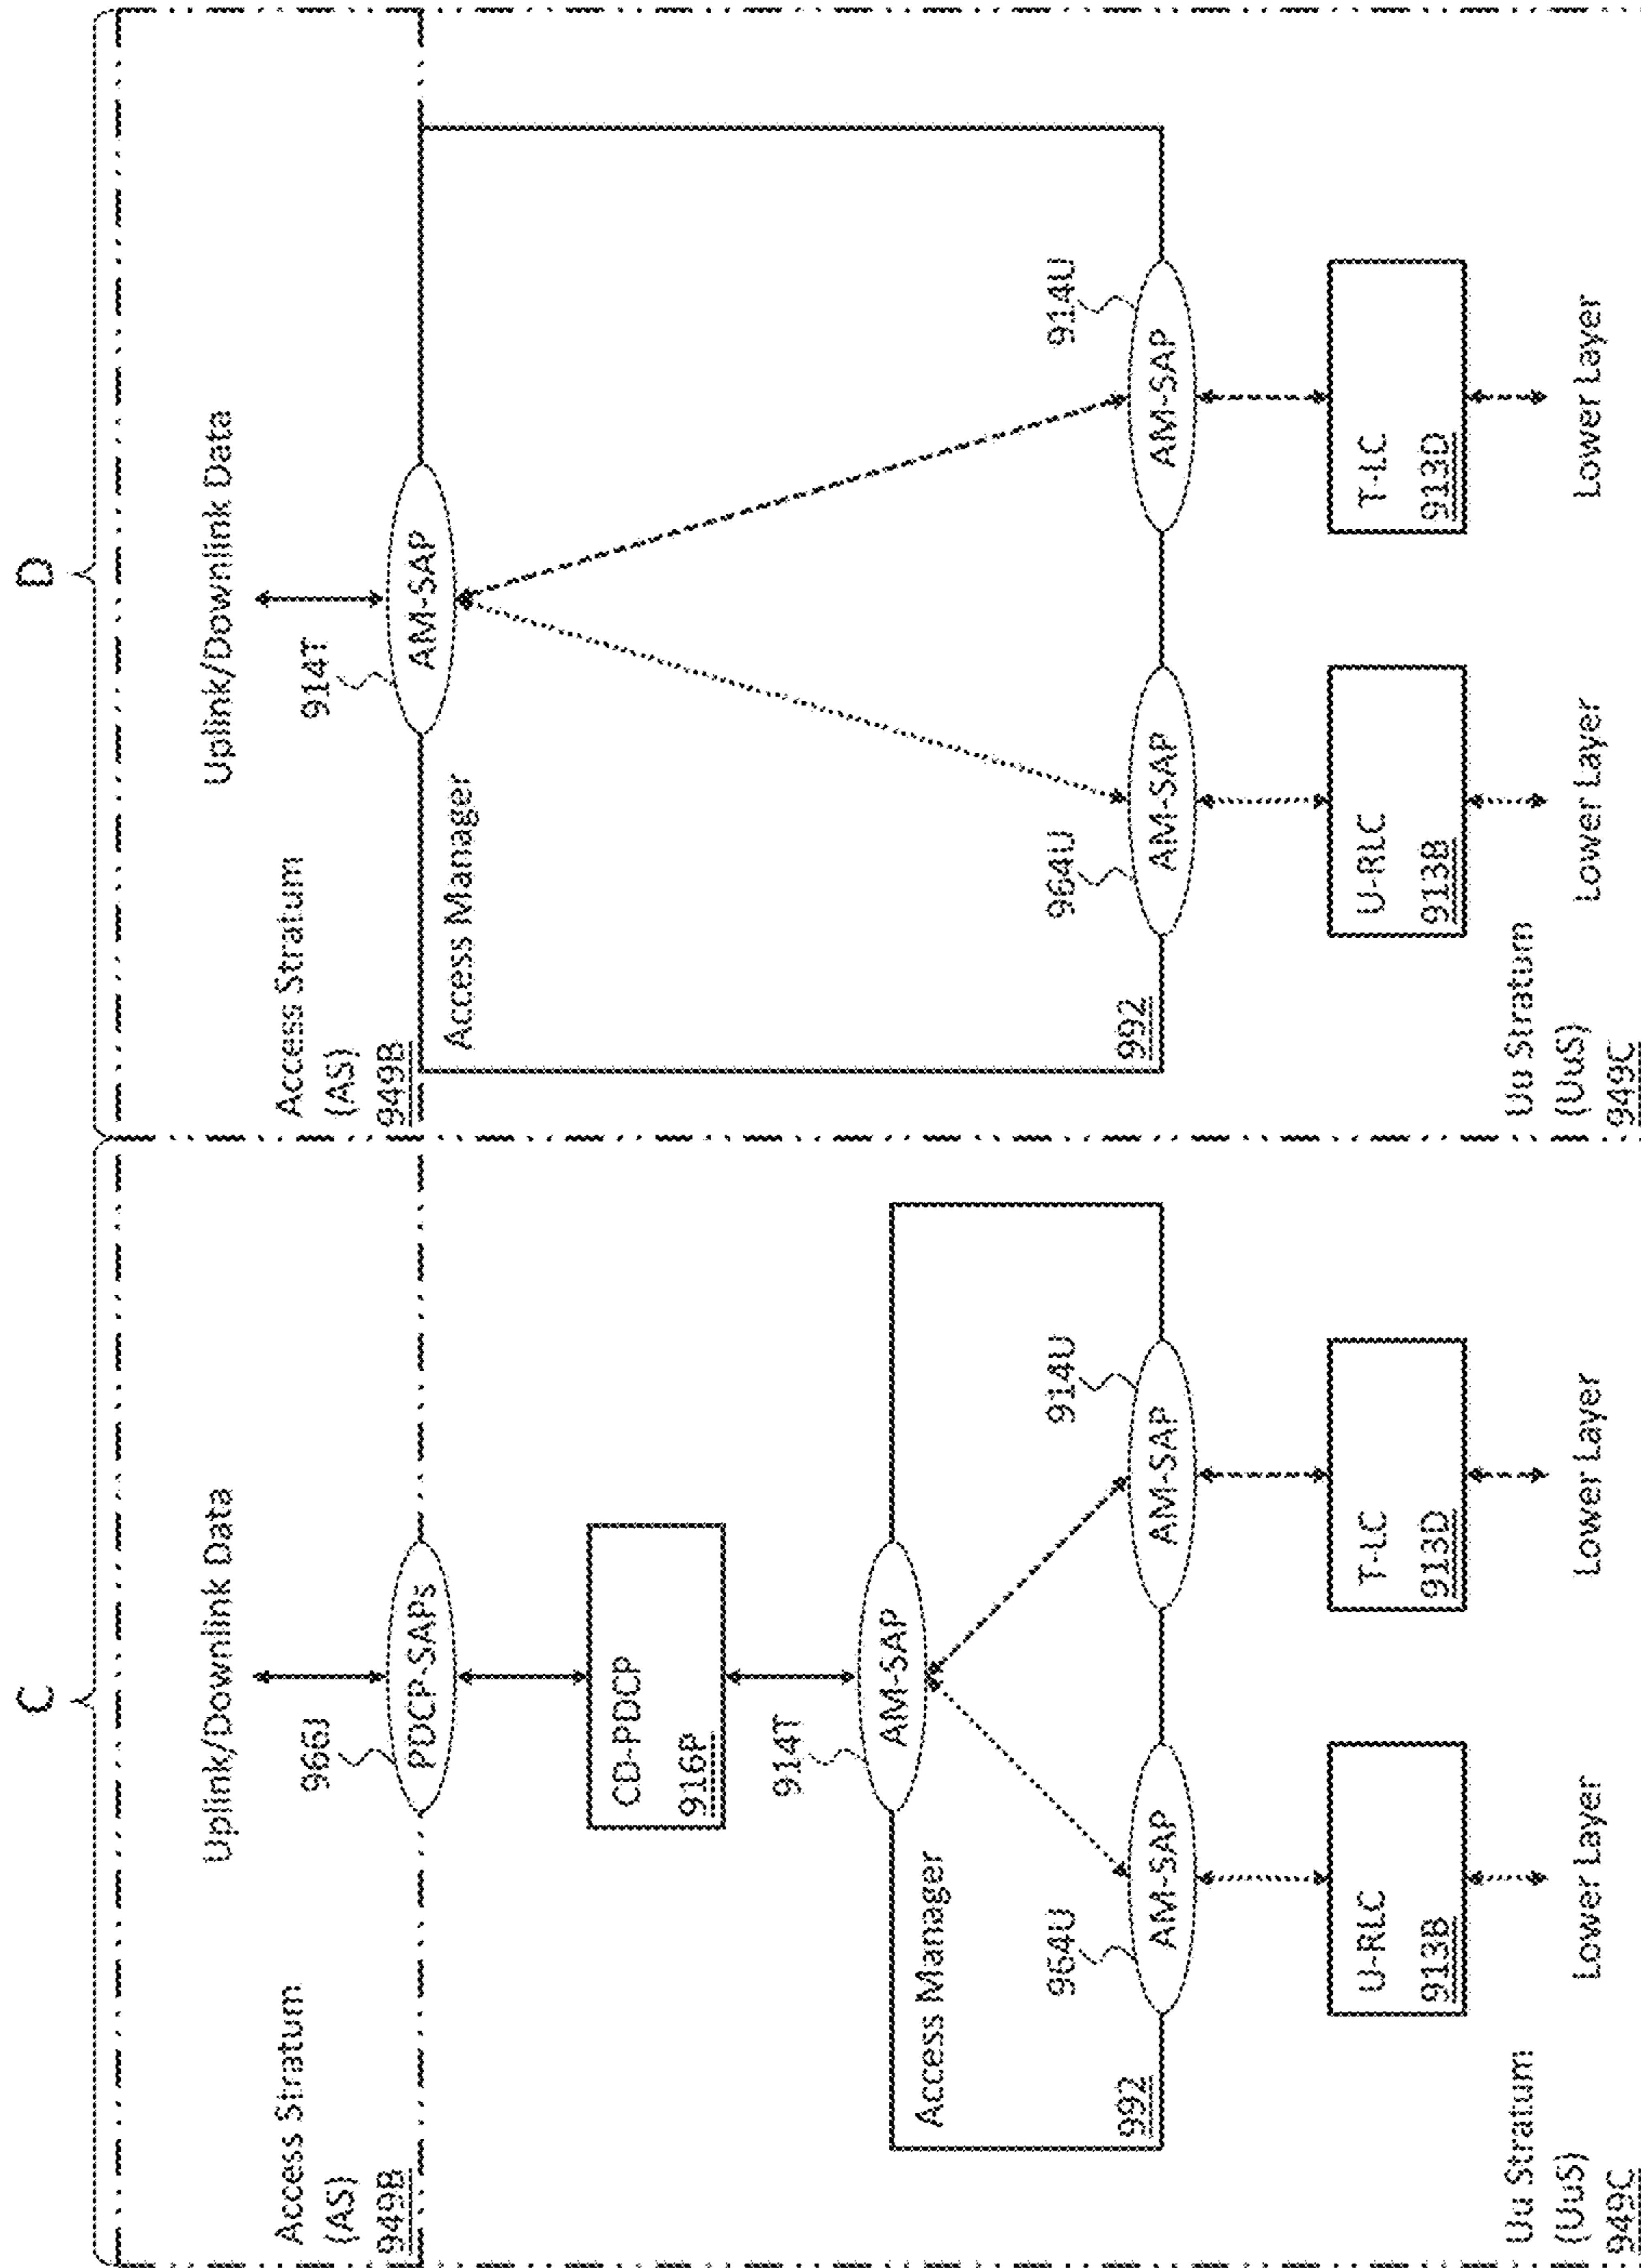 C
Uplink/Downlink Data
Access Stratum
(AS)
949B
966J
PDCP-SAPs
CD-PDCP
916P
914T
AM-SAP
Access Manager
964U
914U
AM-SAP
AM-SAP
992
U-RLC
913B
T-LC
913D
Uu Stratum
(UuS)
949C
Lower Layer
Lower Layer
D
Uplink/Downlink Data
Access Stratum
(AS)
949B
914T
AM-SAP
Access Manager
964U
914U
AM-SAP
AM-SAP
992
U-RLC
913B
T-LC
913D
Uu Stratum
(UuS)
949C
Lower Layer
Lower Layer